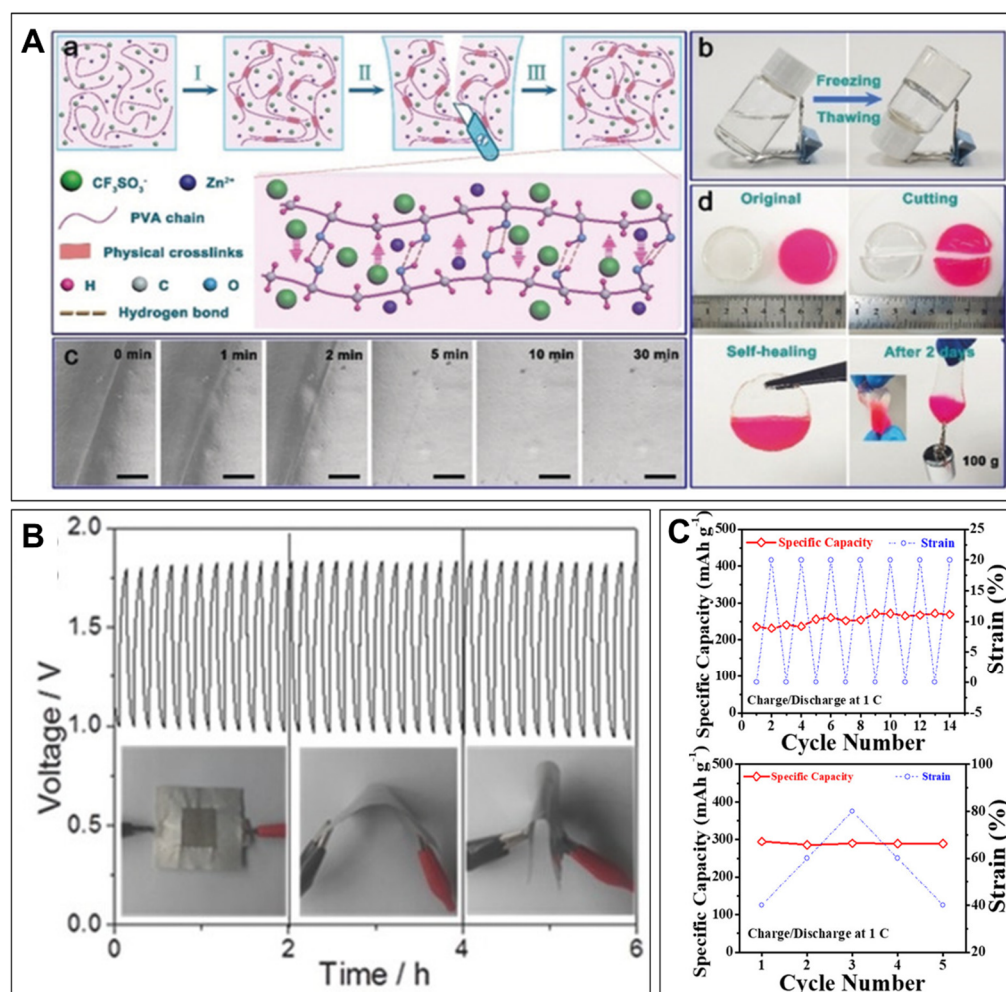 A
a
I
II
III
CF₃SO₃⁻
Zn²⁺
PVA chain
Physical crosslinks
H
C
O
Hydrogen bond
b
Freezing
Thawing
c
0 min
1 min
2 min
5 min
10 min
30 min
d
Original
Cutting
Self-healing
After 2 days
100 g
B
2.0
1.5
1.0
0.5
0.0
Voltage / V
0
2
4
6
Time / h
C
Specific Capacity
Strain
500
400
300
200
100
0
Specific Capacity (mAh g⁻¹)
25
20
15
10
5
0
-5
Strain (%)
Charge/Discharge at 1 C
0 2 4 6 8 10 12 14
Cycle Number
Specific Capacity
Strain
500
400
300
200
100
0
Specific Capacity (mAh g⁻¹)
100
80
60
40
20
Strain (%)
Charge/Discharge at 1 C
1 2 3 4 5
Cycle Number